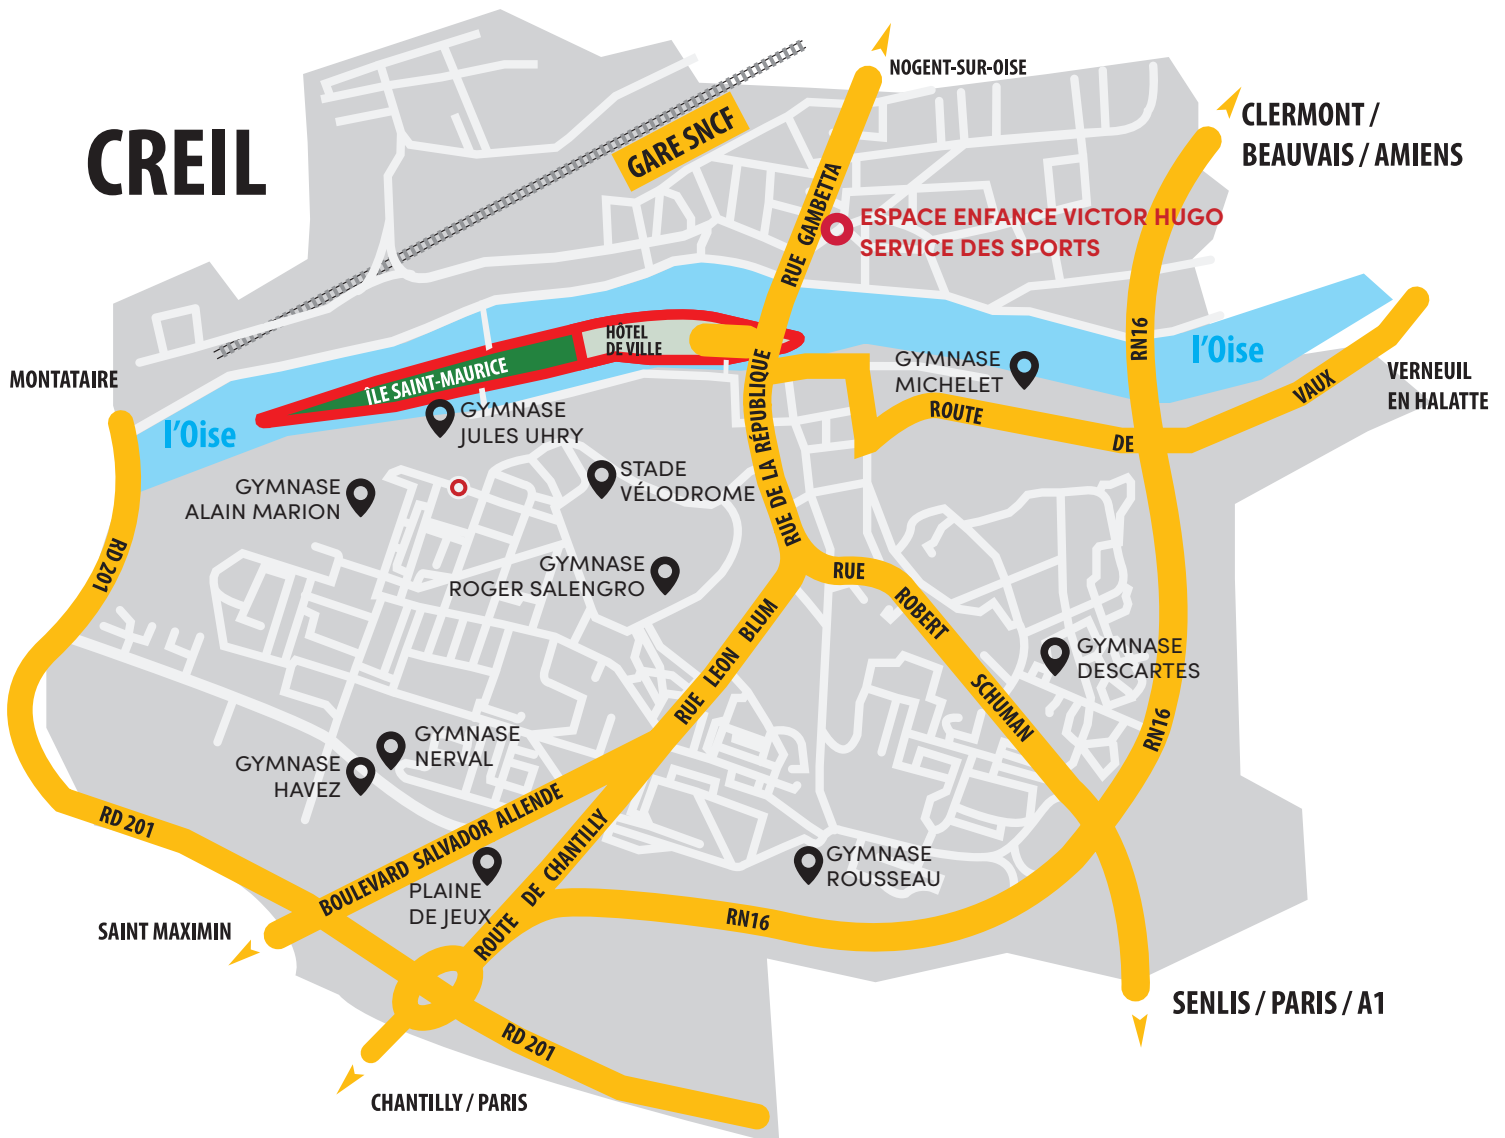 CREIL
GARE SNCF
NOGENT-SUR-OISE
CLERMONT /
BEAUVAIS / AMIENS
RUE GAMBETTA
ESPACE ENFANCE VICTOR HUGO
SERVICE DES SPORTS
RN16
l'Oise
HÔTEL
DE VILLE
ÎLE SAINT-MAURICE
MONTATAIRE
GYMNASE
MICHELET
VERNEUIL
EN HALATTE
ROUTE
DE
VAUX
l'Oise
GYMNASE
JULES UHRY
RUE DE LA RÉPUBLIQUE
GYMNASE
ALAIN MARION
STADE
VÉLODROME
RD 201
GYMNASE
ROGER SALENGRO
RUE
ROBERT
SCHUMAN
RUE LEON BLUM
GYMNASE
DESCARTES
RN16
GYMNASE
NERVAL
GYMNASE
HAVEZ
RD 201
BOULEVARD SALVADOR ALLENDE
ROUTE DE CHANTILLY
PLAINE
DE JEUX
GYMNASE
ROUSSEAU
RN16
SAINT MAXIMIN
SENLIS / PARIS / A1
RD 201
CHANTILLY / PARIS